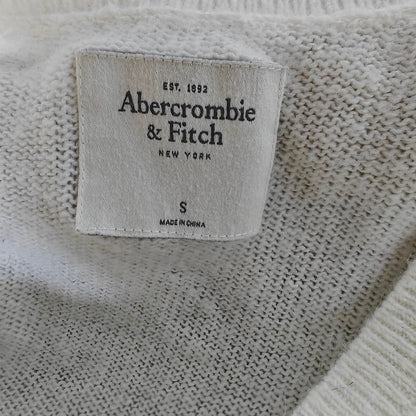 EST. 1892
Abercrombie
& Fitch
NEW YORK
S
MADE IN CHINA